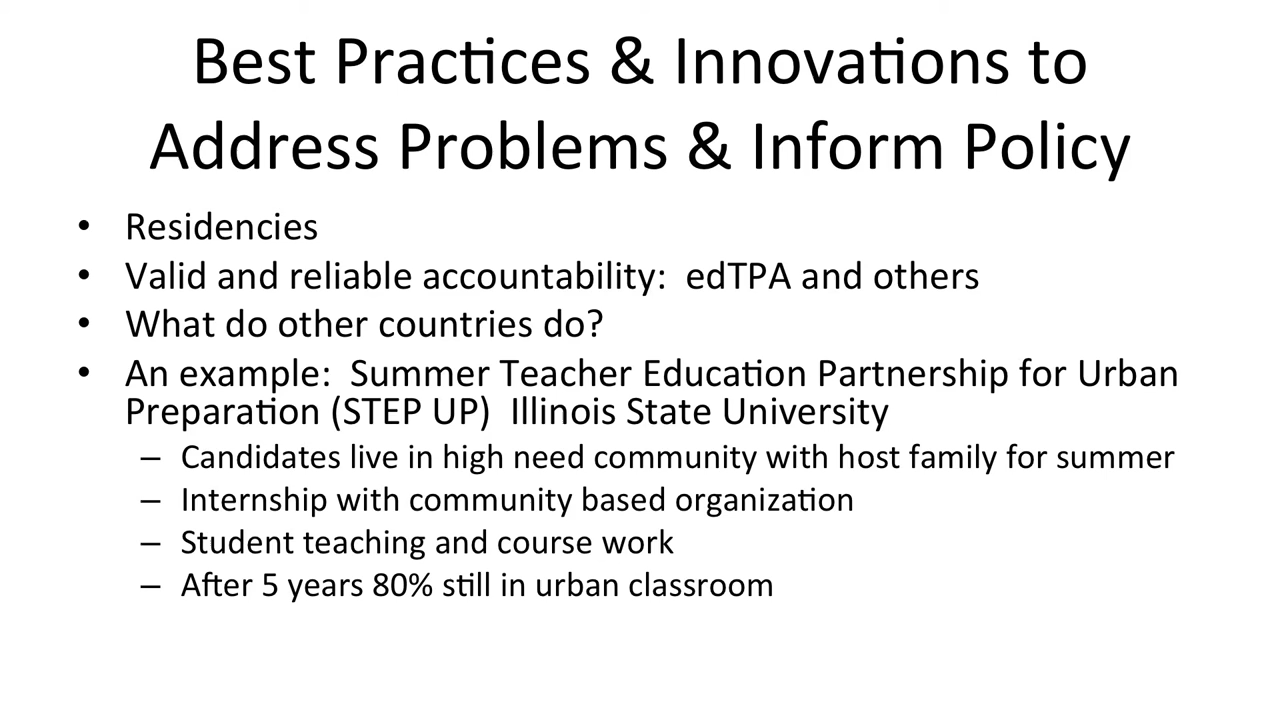 Best Practices & Innovations to
Address Problems & Inform Policy
• Residencies
• Valid and reliable accountability:  edTPA and others
• What do other countries do?
• An example:  Summer Teacher Education Partnership for Urban
Preparation (STEP UP)  Illinois State University
– Candidates live in high need community with host family for summer
– Internship with community based organization
– Student teaching and course work
– After 5 years 80% still in urban classroom